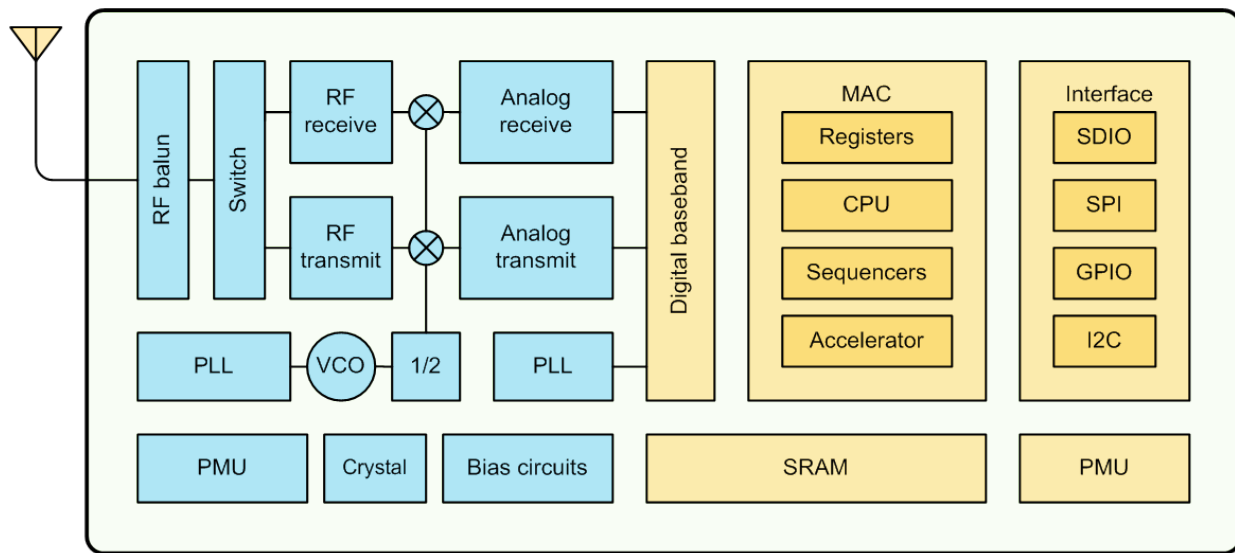 RF balun
Switch
RF
receive
Analog
receive
RF
transmit
Analog
transmit
PLL
VCO
1/2
PLL
Digital baseband
MAC
Registers
CPU
Sequencers
Accelerator
Interface
SDIO
SPI
GPIO
I2C
PMU
Crystal
Bias circuits
SRAM
PMU